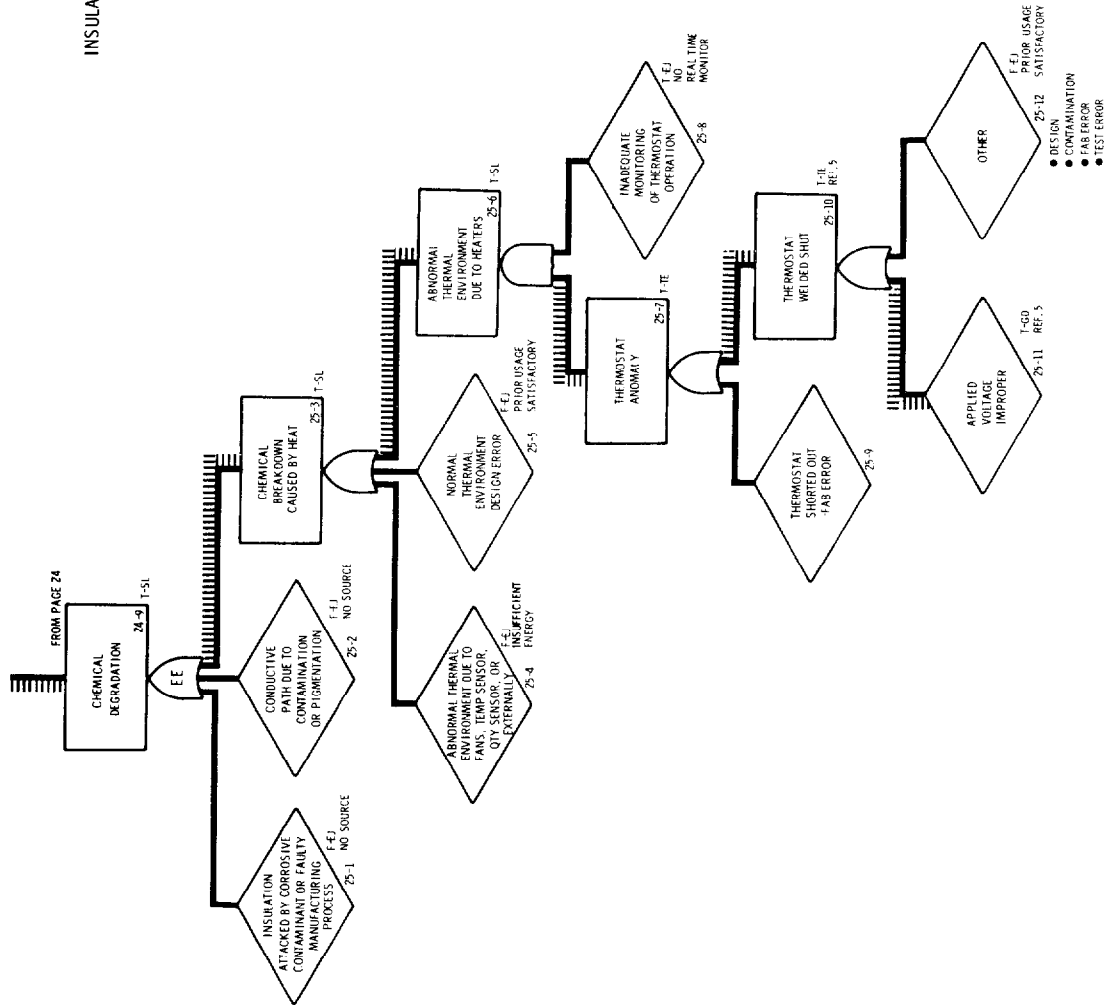 INSULA
FROM PAGE 24
CHEMICAL
DEGRADATION
24-9
T-SL
EE
INSULATION
ATTACKED BY CORROSIVE
CONTAMINANT OR FAULTY
MANUFACTURING
PROCESS
25-1
F-EJ
NO SOURCE
CONDUCTIVE
PATH DUE TO
CONTAMINATION
OR PIGMENTATION
25-2
F-EJ
NO SOURCE
CHEMICAL
BREAKDOWN
CAUSED BY HEAT
25-3
T-SL
ABNORMAL THERMAL
ENVIRONMENT DUE TO
FANS, TEMP SENSOR,
QTY SENSOR, OR
EXTERNALLY
25-4
F-EJ
INSUFFICIENT
ENERGY
NORMAL
THERMAL
ENVIRONMENT
DESIGN ERROR
25-5
F-EJ
PRIOR USAGE
SATISFACTORY
ABNORMAL
THERMAL
ENVIRONMENT
DUE TO HEATERS
25-6
T-SL
THERMOSTAT
ANOMALY
25-7
T-TE
INADEQUATE
MONITORING
OF THERMOSTAT
OPERATION
25-8
T-EJ
NO
REAL TIME
MONITOR
THERMOSTAT
SHORTED OUT
-FAB ERROR
25-9
THERMOSTAT
WELDED SHUT
25-10
T-TE
REF. 5
APPLIED
VOLTAGE
IMPROPER
25-11
T-GD
REF. 5
OTHER
25-12
F-EJ
PRIOR USAGE
SATISFACTORY
● DESIGN
● CONTAMINATION
● FAB ERROR
● TEST ERROR